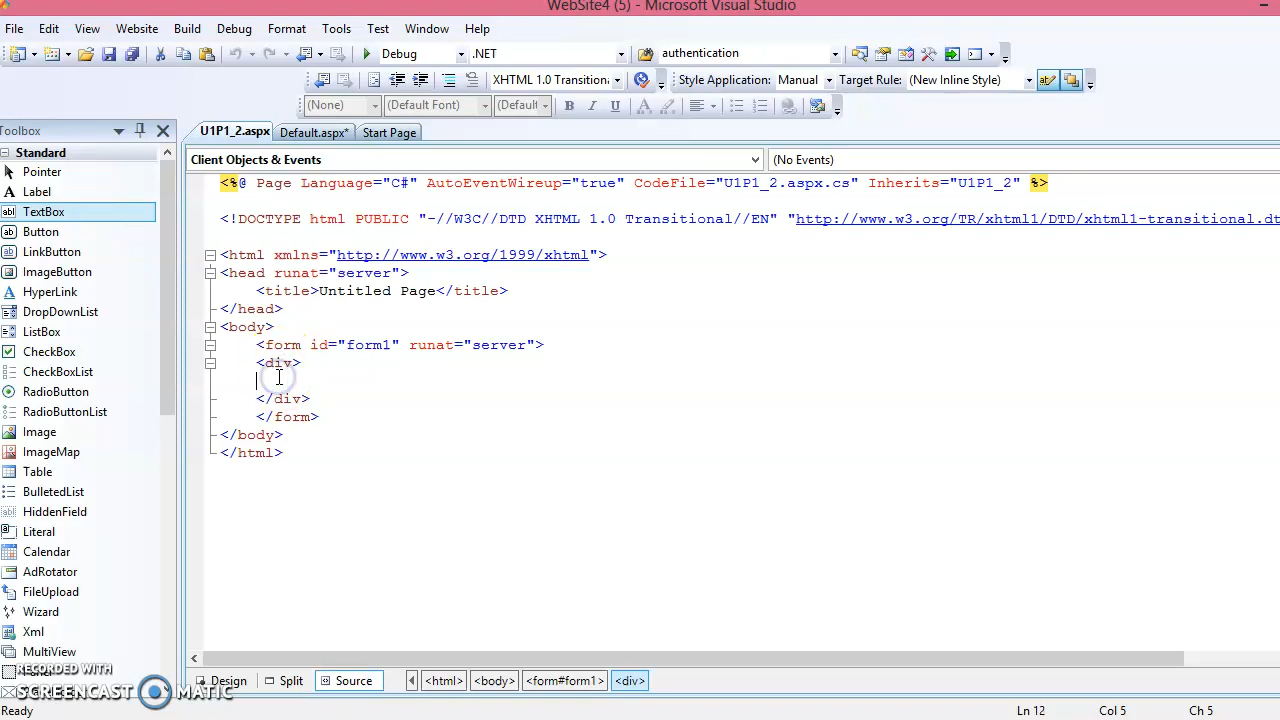 WebSite4 (5) - Microsoft Visual Studio
File Edit View Website Build Debug Format Tools Test Window Help
Debug .NET authentication
XHTML 1.0 Transition Style Application: Manual Target Rule: (New Inline Style)
(None) (Default Font) (Default B I U A
Toolbox
U1P1_2.aspx Default.aspx* Start Page
Standard
Client Objects & Events (No Events)
Pointer
Label
TextBox
Button
LinkButton
ImageButton
HyperLink
DropDownList
ListBox
CheckBox
CheckBoxList
RadioButton
RadioButtonList
Image
ImageMap
Table
BulletedList
HiddenField
Literal
Calendar
AdRotator
FileUpload
Wizard
Xml
MultiView
<%@ Page Language="C#" AutoEventWireup="true" CodeFile="U1P1_2.aspx.cs" Inherits="U1P1_2" %>
<!DOCTYPE html PUBLIC "-//W3C//DTD XHTML 1.0 Transitional//EN" "http://www.w3.org/TR/xhtml1/DTD/xhtml1-transitional.dt
<html xmlns="http://www.w3.org/1999/xhtml">
<head runat="server">
<title>Untitled Page</title>
</head>
<body>
<form id="form1" runat="server">
<div>
</div>
</form>
</body>
</html>
RECORDED WITH
SCREENCAST MATIC
Design Split Source <html> <body> <form#form1> <div>
Ready Ln 12 Col 5 Ch 5